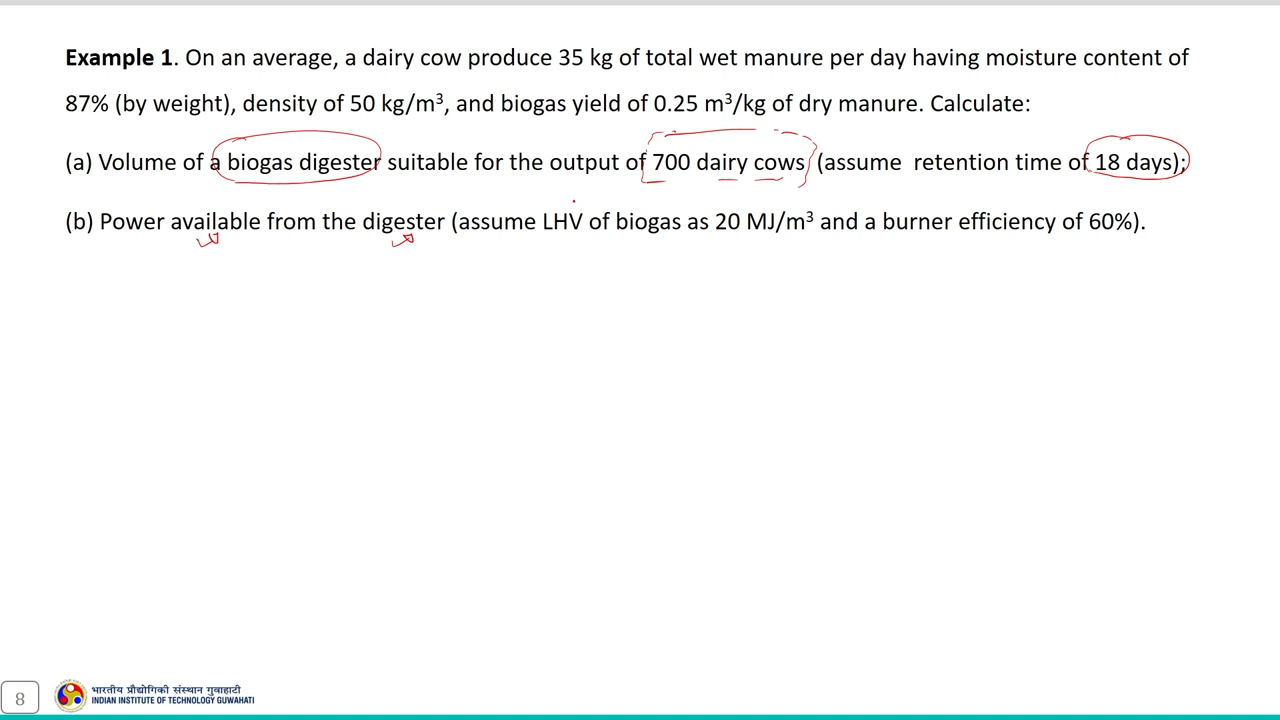 Example 1. On an average, a dairy cow produce 35 kg of total wet manure per day having moisture content of
87% (by weight), density of 50 kg/m³, and biogas yield of 0.25 m³/kg of dry manure. Calculate:
(a) Volume of a biogas digester suitable for the output of 700 dairy cows (assume retention time of 18 days);
(b) Power available from the digester (assume LHV of biogas as 20 MJ/m³ and a burner efficiency of 60%).
8
भारतीय प्रौद्योगिकी संस्थान गुवाहाटी
INDIAN INSTITUTE OF TECHNOLOGY GUWAHATI